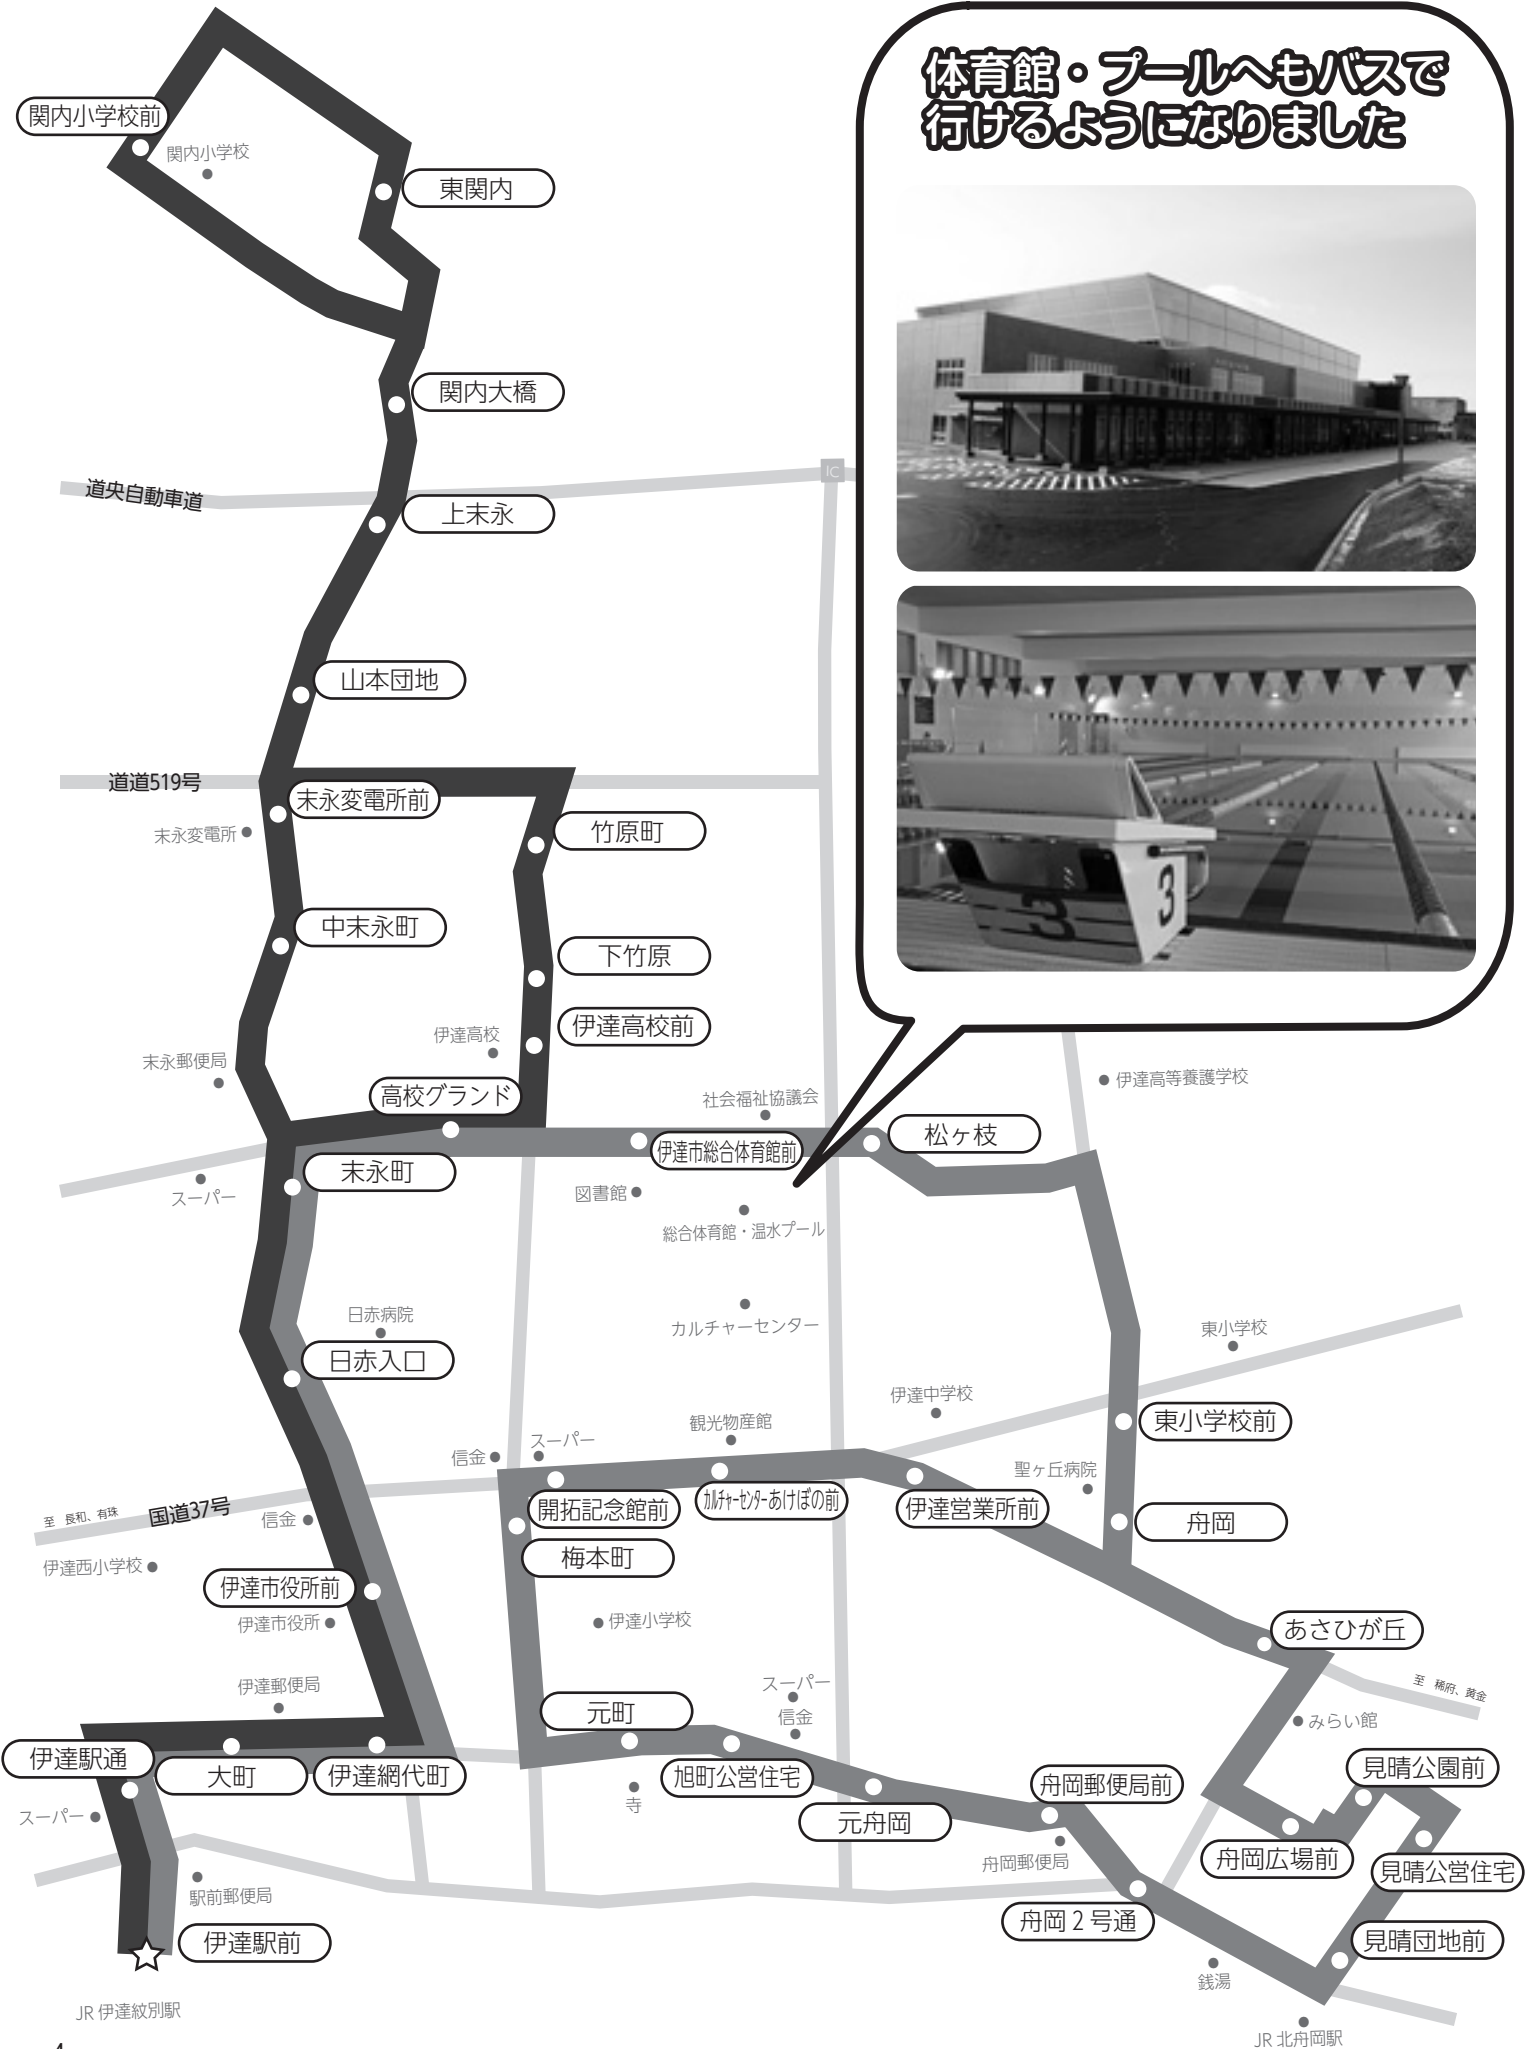 体育館・プールへもバスで
行けるようになりました
関内小学校前
関内小学校
東関内
関内大橋
IC
道央自動車道
上末永
山本団地
道道519号
末永変電所前
末永変電所
竹原町
中末永町
下竹原
伊達高校前
伊達高校
末永郵便局
高校グランド
社会福祉協議会
伊達高等養護学校
松ヶ枝
伊達市総合体育館前
末永町
スーパー
図書館
総合体育館・温水プール
日赤病院
カルチャーセンター
東小学校
日赤入口
伊達中学校
東小学校前
観光物産館
スーパー
信金
聖ヶ丘病院
開拓記念館前
カルチャーセンターあけぼの前
伊達営業所前
舟岡
至 長和、有珠
国道37号
信金
梅本町
伊達西小学校
伊達市役所前
伊達市役所
伊達小学校
あさひが丘
伊達郵便局
スーパー
至 稀府、黄金
元町
信金
みらい館
伊達駅通
大町
伊達網代町
旭町公営住宅
舟岡郵便局前
見晴公園前
スーパー
寺
元舟岡
舟岡郵便局
舟岡広場前
見晴公営住宅
駅前郵便局
舟岡2号通
伊達駅前
見晴団地前
銭湯
JR 伊達紋別駅
JR 北舟岡駅
3
3